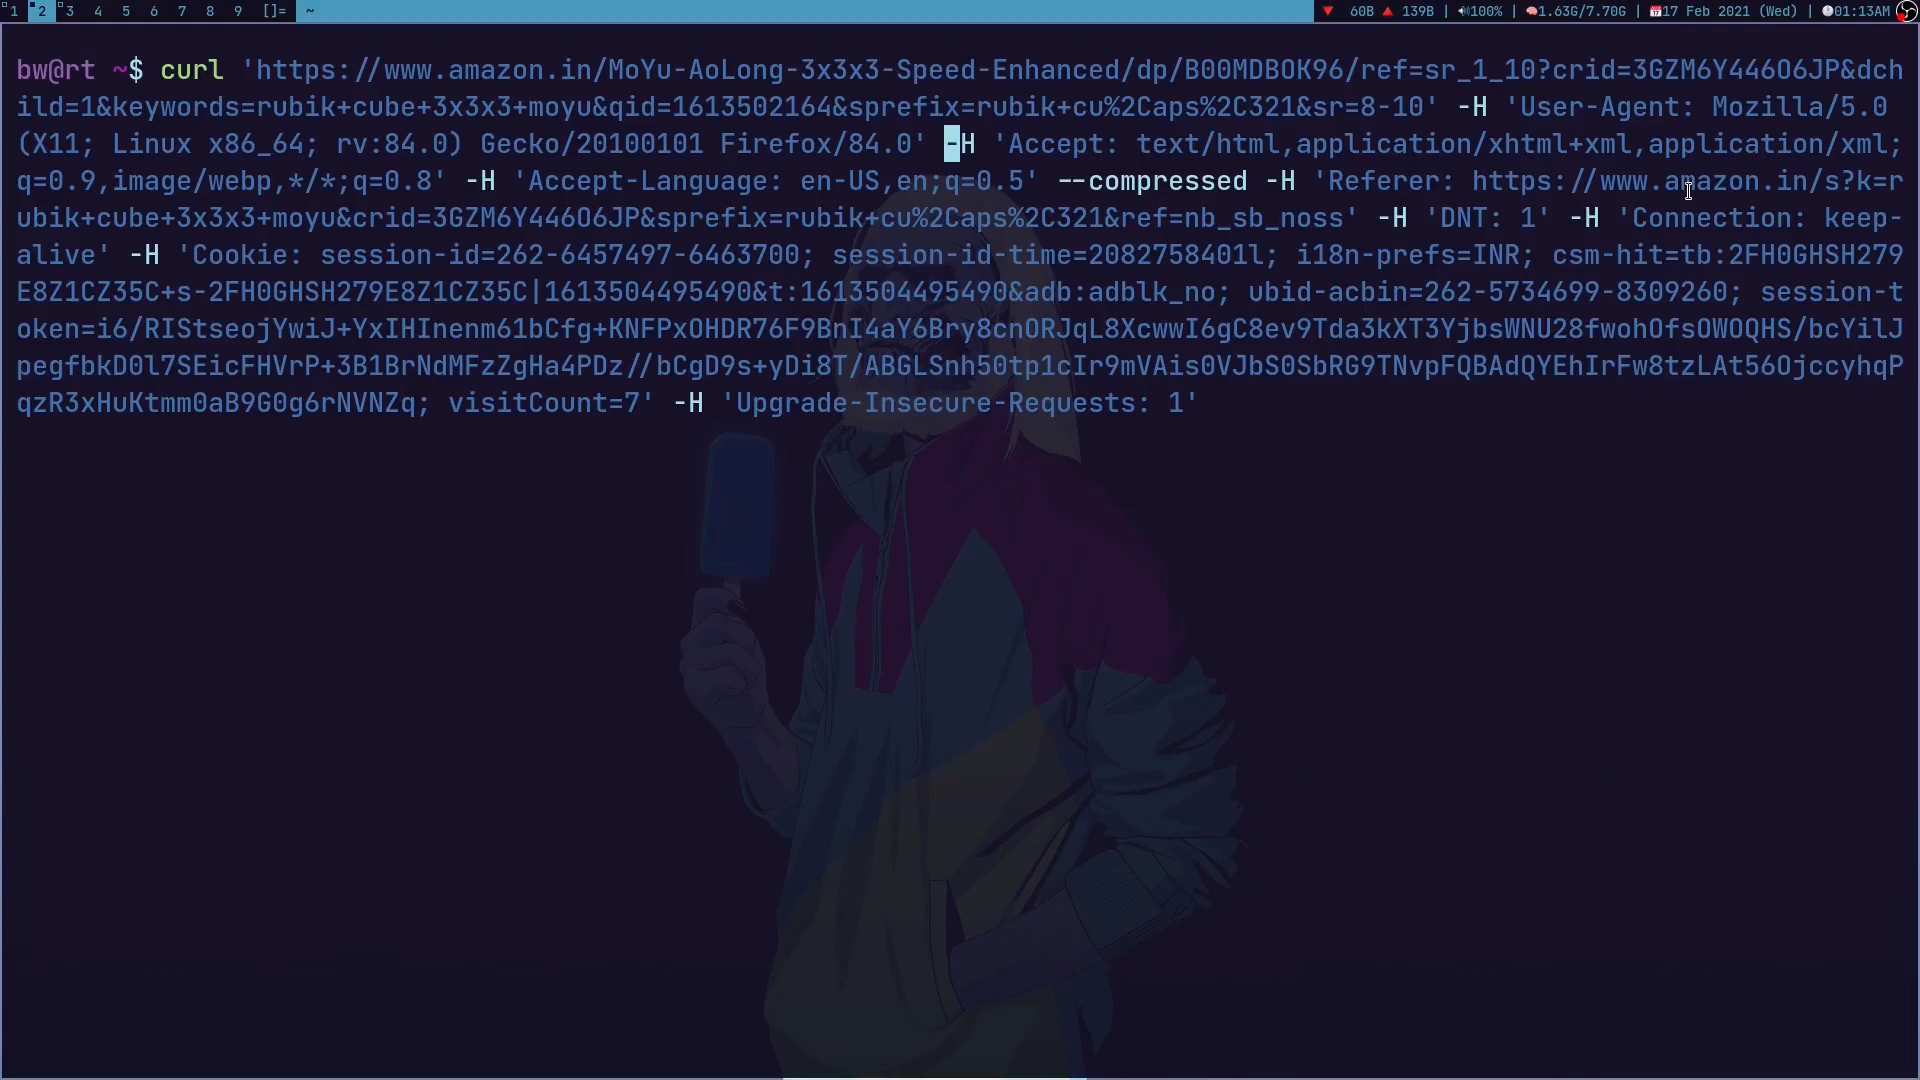 1 2 3 4 5 6 7 8 9 []= ~ 60B 139B | 100% | 1.63G/7.70G | 17 Feb 2021 (Wed) | 01:13AM
bw@rt ~$ curl 'https://www.amazon.in/MoYu-AoLong-3x3x3-Speed-Enhanced/dp/B00MDBOK96/ref=sr_1_10?crid=3GZM6Y446O6JP&dch
ild=1&keywords=rubik+cube+3x3x3+moyu&qid=1613502164&sprefix=rubik+cu%2Caps%2C321&sr=8-10' -H 'User-Agent: Mozilla/5.0
(X11; Linux x86_64; rv:84.0) Gecko/20100101 Firefox/84.0' -H 'Accept: text/html,application/xhtml+xml,application/xml;
q=0.9,image/webp,*/*;q=0.8' -H 'Accept-Language: en-US,en;q=0.5' --compressed -H 'Referer: https://www.amazon.in/s?k=r
ubik+cube+3x3x3+moyu&crid=3GZM6Y446O6JP&sprefix=rubik+cu%2Caps%2C321&ref=nb_sb_noss' -H 'DNT: 1' -H 'Connection: keep-
alive' -H 'Cookie: session-id=262-6457497-6463700; session-id-time=2082758401l; i18n-prefs=INR; csm-hit=tb:2FH0GHSH279
E8Z1CZ35C+s-2FH0GHSH279E8Z1CZ35C|1613504495490&t:1613504495490&adb:adblk_no; ubid-acbin=262-5734699-8309260; session-t
oken=i6/RIStseojYwiJ+YxIHInenm61bCfg+KNFPxOHDR76F9BnI4aY6Bry8cnORJqL8XcwwI6gC8ev9Tda3kXT3YjbsWNU28fwohOfsOWOQHS/bcYilJ
pegfbkD0l7SEicFHVrP+3B1BrNdMFzZgHa4PDz//bCgD9s+yDi8T/ABGLSnh50tp1cIr9mVAis0VJbS0SbRG9TNvpFQBAdQYEhIrFw8tzLAt56OjccyhqP
qzR3xHuKtmm0aB9G0g6rNVNZq; visitCount=7' -H 'Upgrade-Insecure-Requests: 1'